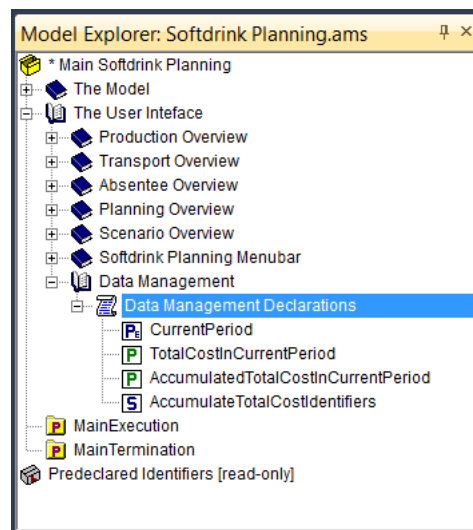 Model Explorer: Softdrink Planning.ams
* Main Softdrink Planning
The Model
The User Inteface
Production Overview
Transport Overview
Absentee Overview
Planning Overview
Scenario Overview
Softdrink Planning Menubar
Data Management
Data Management Declarations
PE CurrentPeriod
P TotalCostInCurrentPeriod
P AccumulatedTotalCostInCurrentPeriod
S AccumulateTotalCostIdentifiers
P MainExecution
P MainTermination
Predeclared Identifiers [read-only]